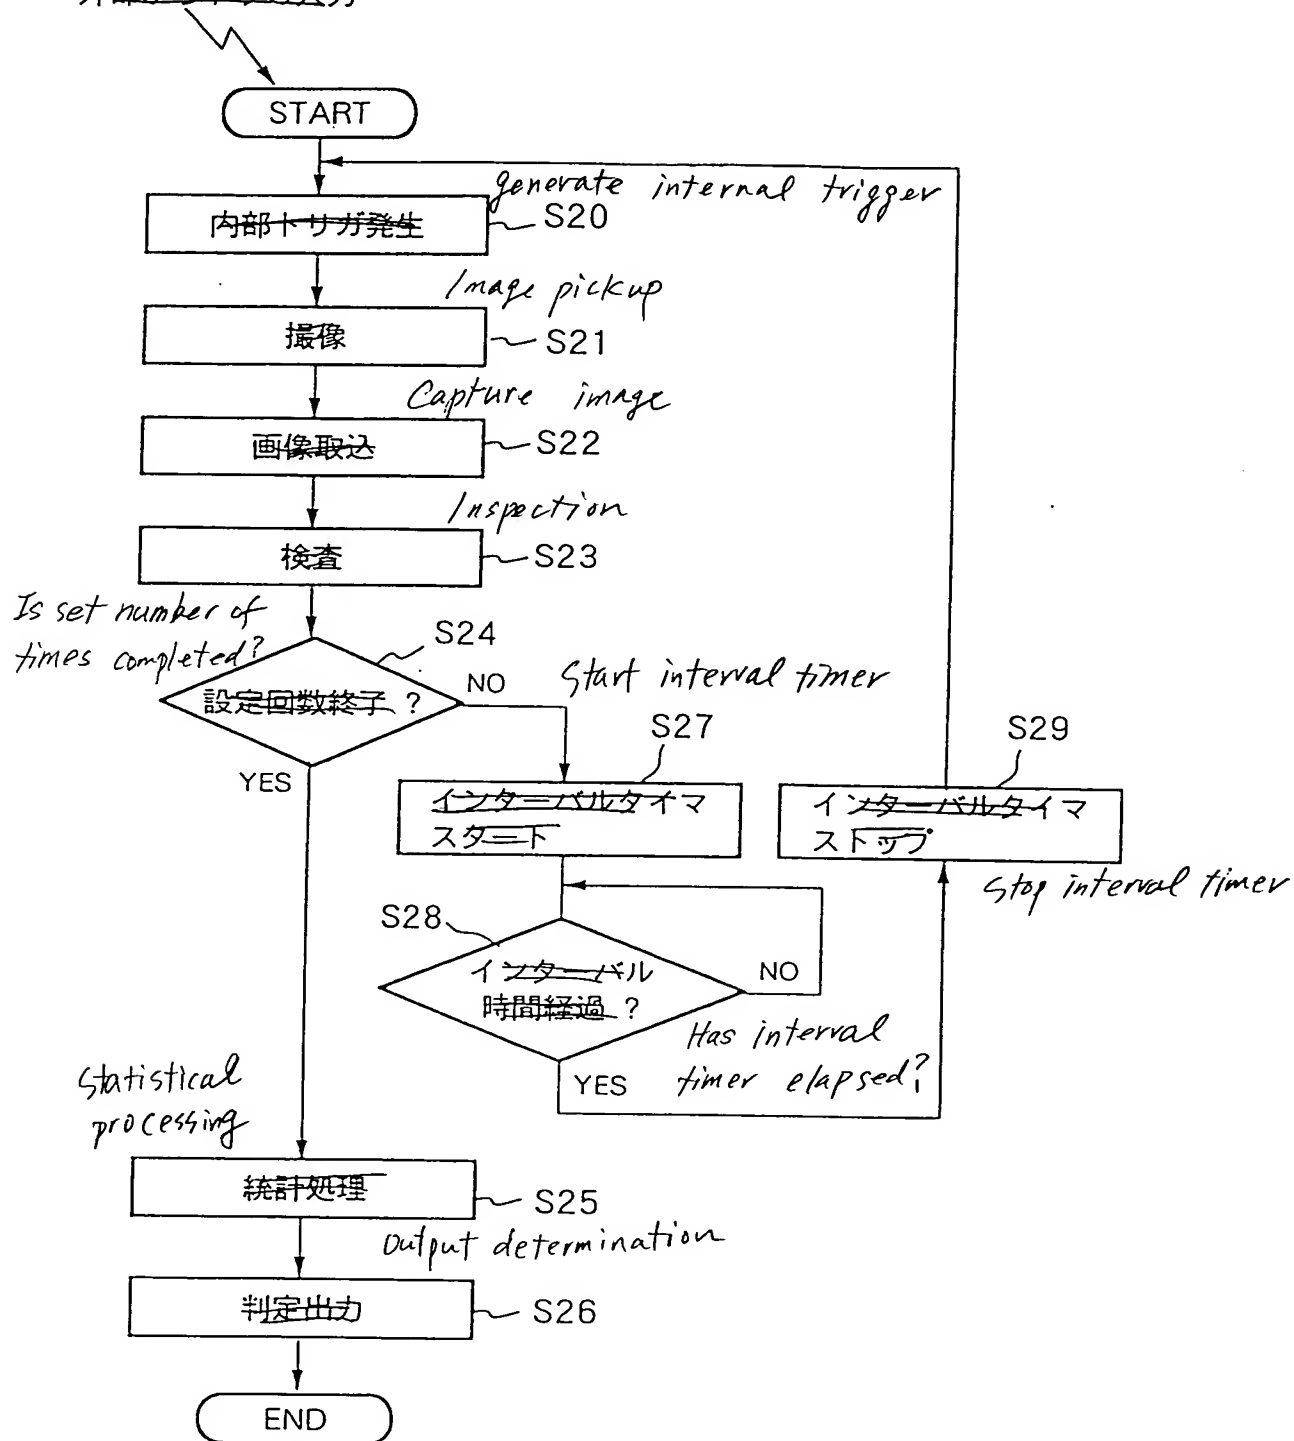 START
generate internal trigger
内部トリガ発生
S20
Image pickup
撮像
S21
Capture image
画像取込
S22
Inspection
検査
S23
Is set number of
times completed?
S24
設定回数終了 ?
NO
Start interval timer
YES
S27
インターバルタイマ
スタート
S29
インターバルタイマ
ストップ
Stop interval timer
S28
インターバル
時間経過 ?
NO
Has interval
timer elapsed?
YES
Statistical
processing
統計処理
S25
Output determination
判定出力
S26
END